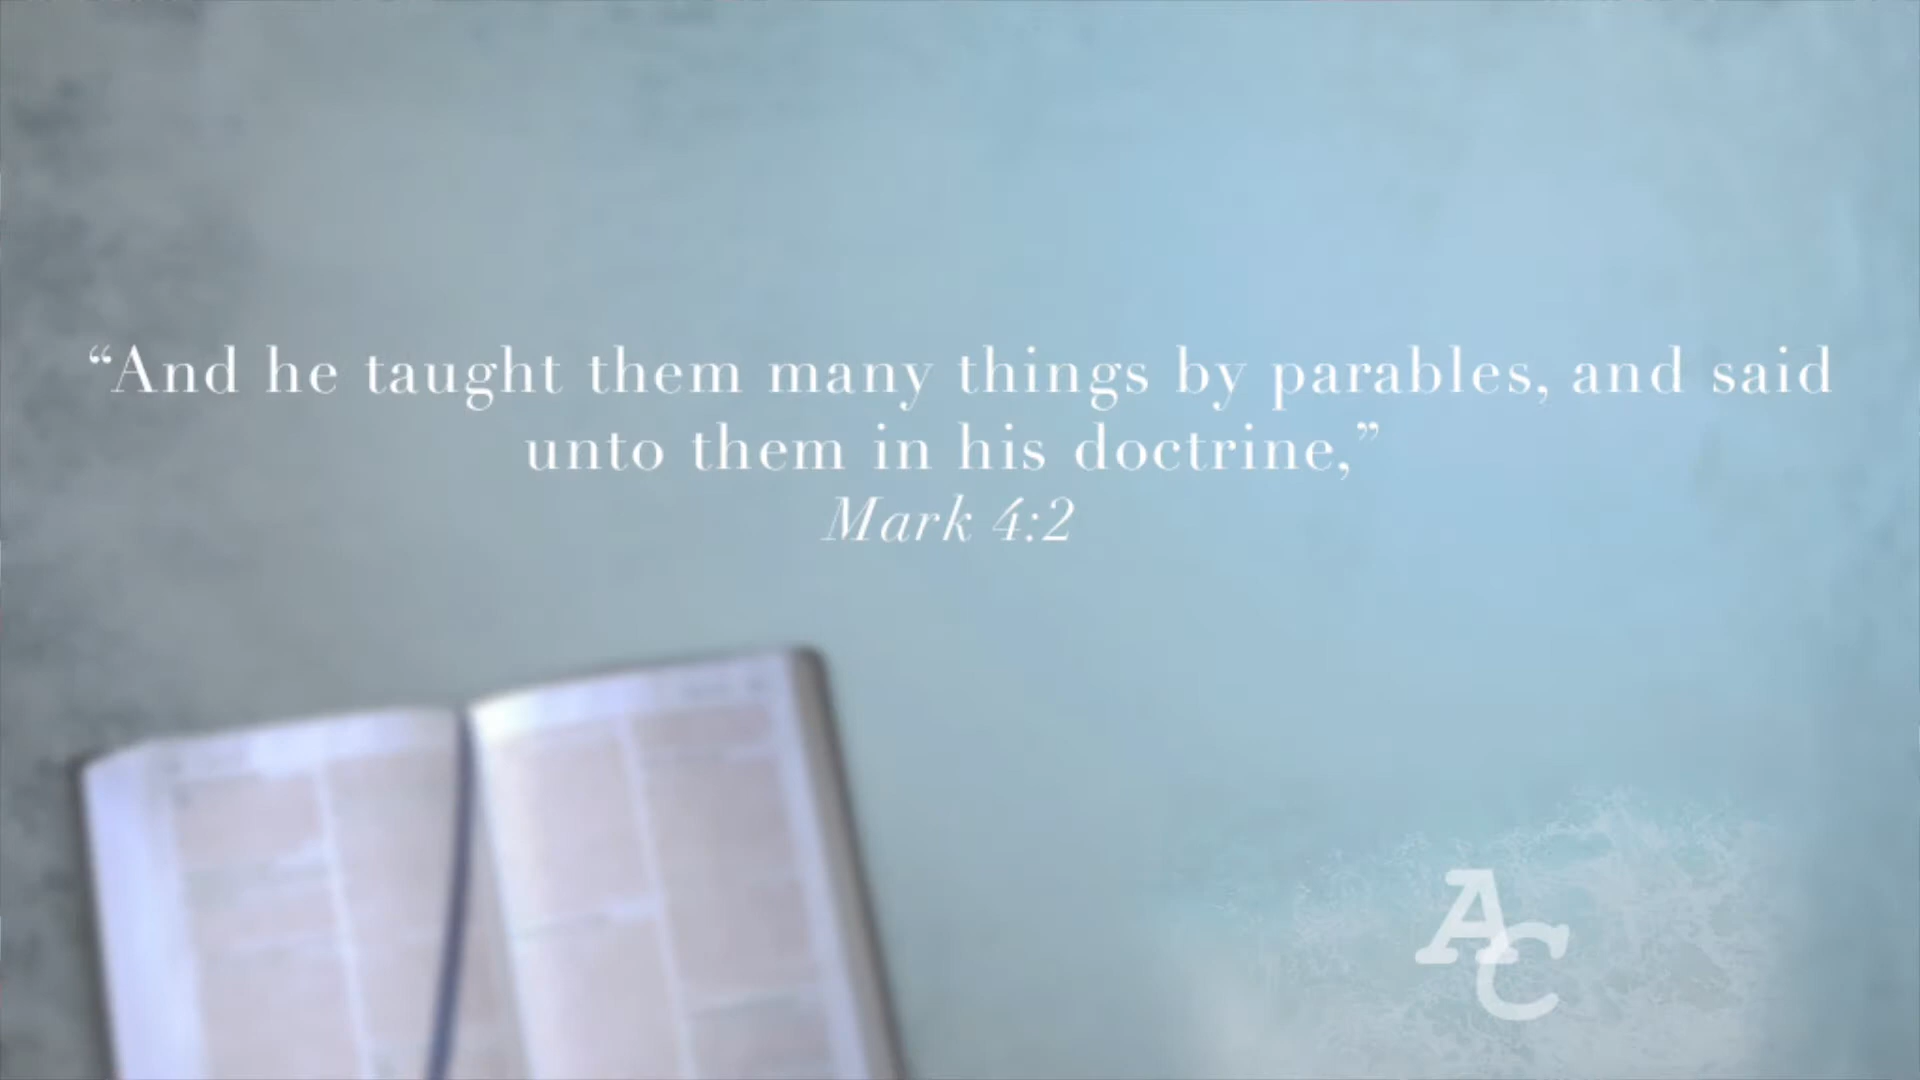 “And he taught them many things by parables, and said
unto them in his doctrine,”
Mark 4:2
AC